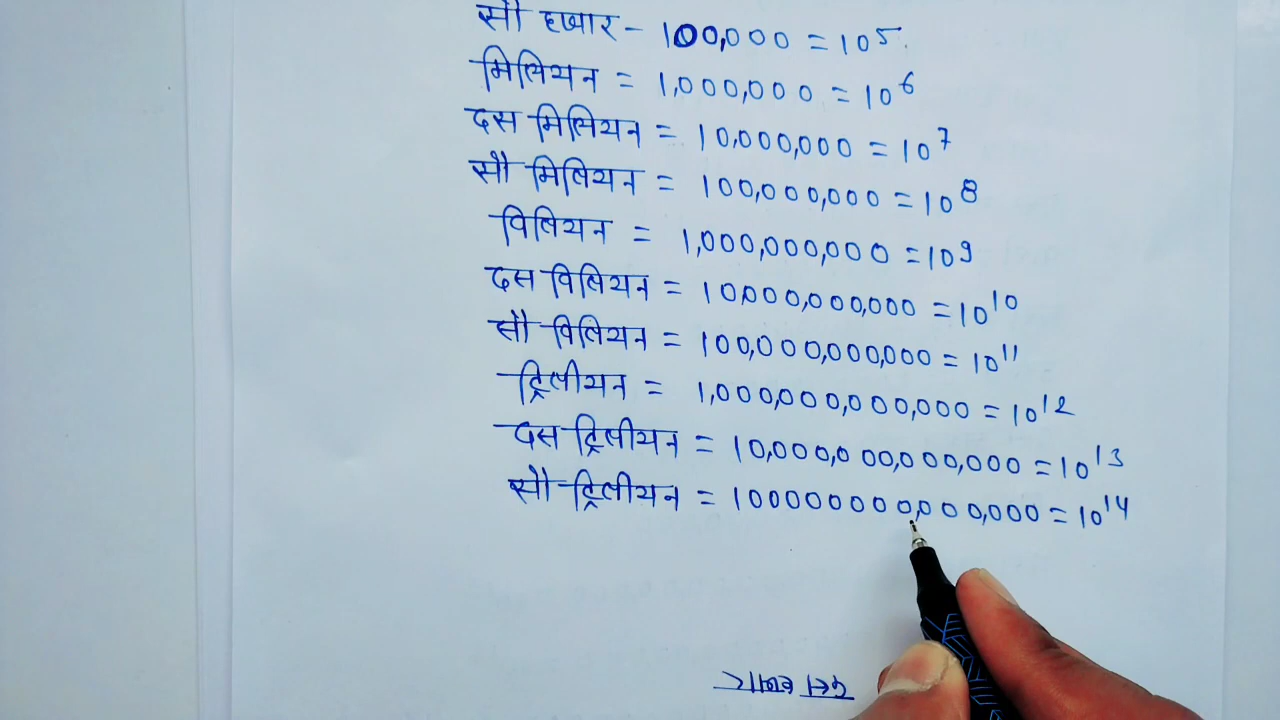 सौ हजार - 100,000 = 10⁵
मिलियन = 1,000,000 = 10⁶
दस मिलियन = 10,000,000 = 10⁷
सौ मिलियन = 100,000,000 = 10⁸
विलियन = 1,000,000,000 = 10⁹
दस विलियन = 10,000,000,000 = 10¹⁰
सौ विलियन = 100,000,000,000 = 10¹¹
ट्रिलीयन = 1,000,000,000,000 = 10¹²
दस ट्रिलीयन = 10,000,000,000,000 = 10¹³
सौ ट्रिलीयन = 100000000,000,000 = 10¹⁴